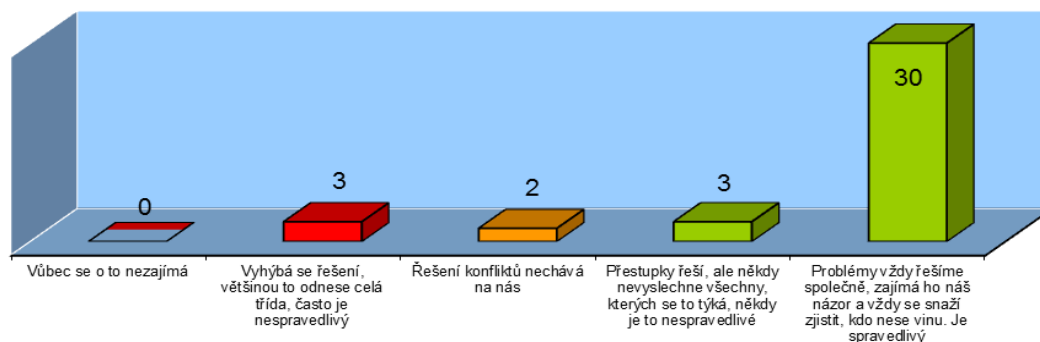 0
3
2
3
30
Vůbec se o to nezajímá
Vyhýbá se řešení,
většinou to odnese celá
třída, často je
nespravedlivý
Řešení konfliktů nechává
na nás
Přestupky řeší, ale někdy
nevyslechne všechny,
kterých se to týká, někdy
je to nespravedlivé
Problémy vždy řešíme
společně, zajímá ho náš
názor a vždy se snaží
zjistit, kdo nese vinu. Je
spravedlivý